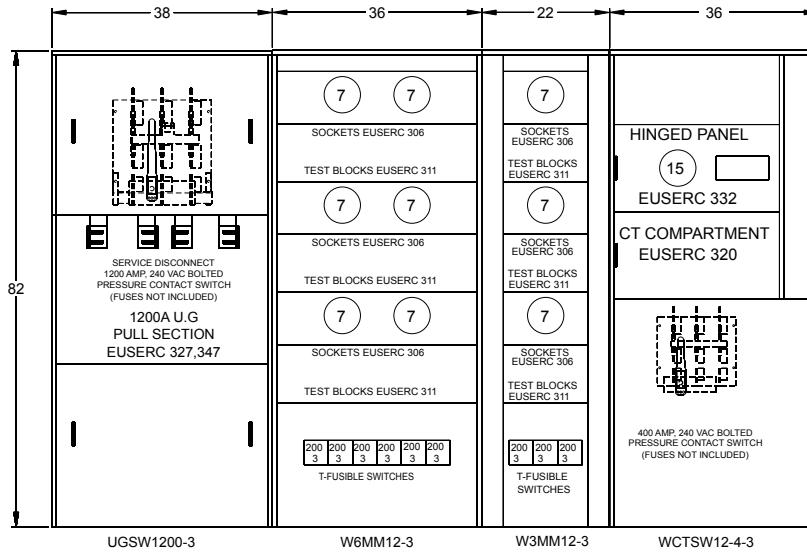 38
36
22
36
82
SERVICE DISCONNECT
1200 AMP, 240 VAC BOLTED
PRESSURE CONTACT SWITCH
(FUSES NOT INCLUDED)
1200A U.G
PULL SECTION
EUSERC 327,347
UGSW1200-3
7
7
SOCKETS EUSERC 306
TEST BLOCKS EUSERC 311
7
7
SOCKETS EUSERC 306
TEST BLOCKS EUSERC 311
7
7
SOCKETS EUSERC 306
TEST BLOCKS EUSERC 311
200 200 200 200 200 200
3 3 3 3 3 3
T-FUSIBLE SWITCHES
W6MM12-3
7
SOCKETS
EUSERC 306
TEST BLOCKS
EUSERC 311
7
SOCKETS
EUSERC 306
TEST BLOCKS
EUSERC 311
7
SOCKETS
EUSERC 306
TEST BLOCKS
EUSERC 311
200 200 200
3 3 3
T-FUSIBLE
SWITCHES
W3MM12-3
HINGED PANEL
15
EUSERC 332
CT COMPARTMENT
EUSERC 320
400 AMP, 240 VAC BOLTED
PRESSURE CONTACT SWITCH
(FUSES NOT INCLUDED)
WCTSW12-4-3